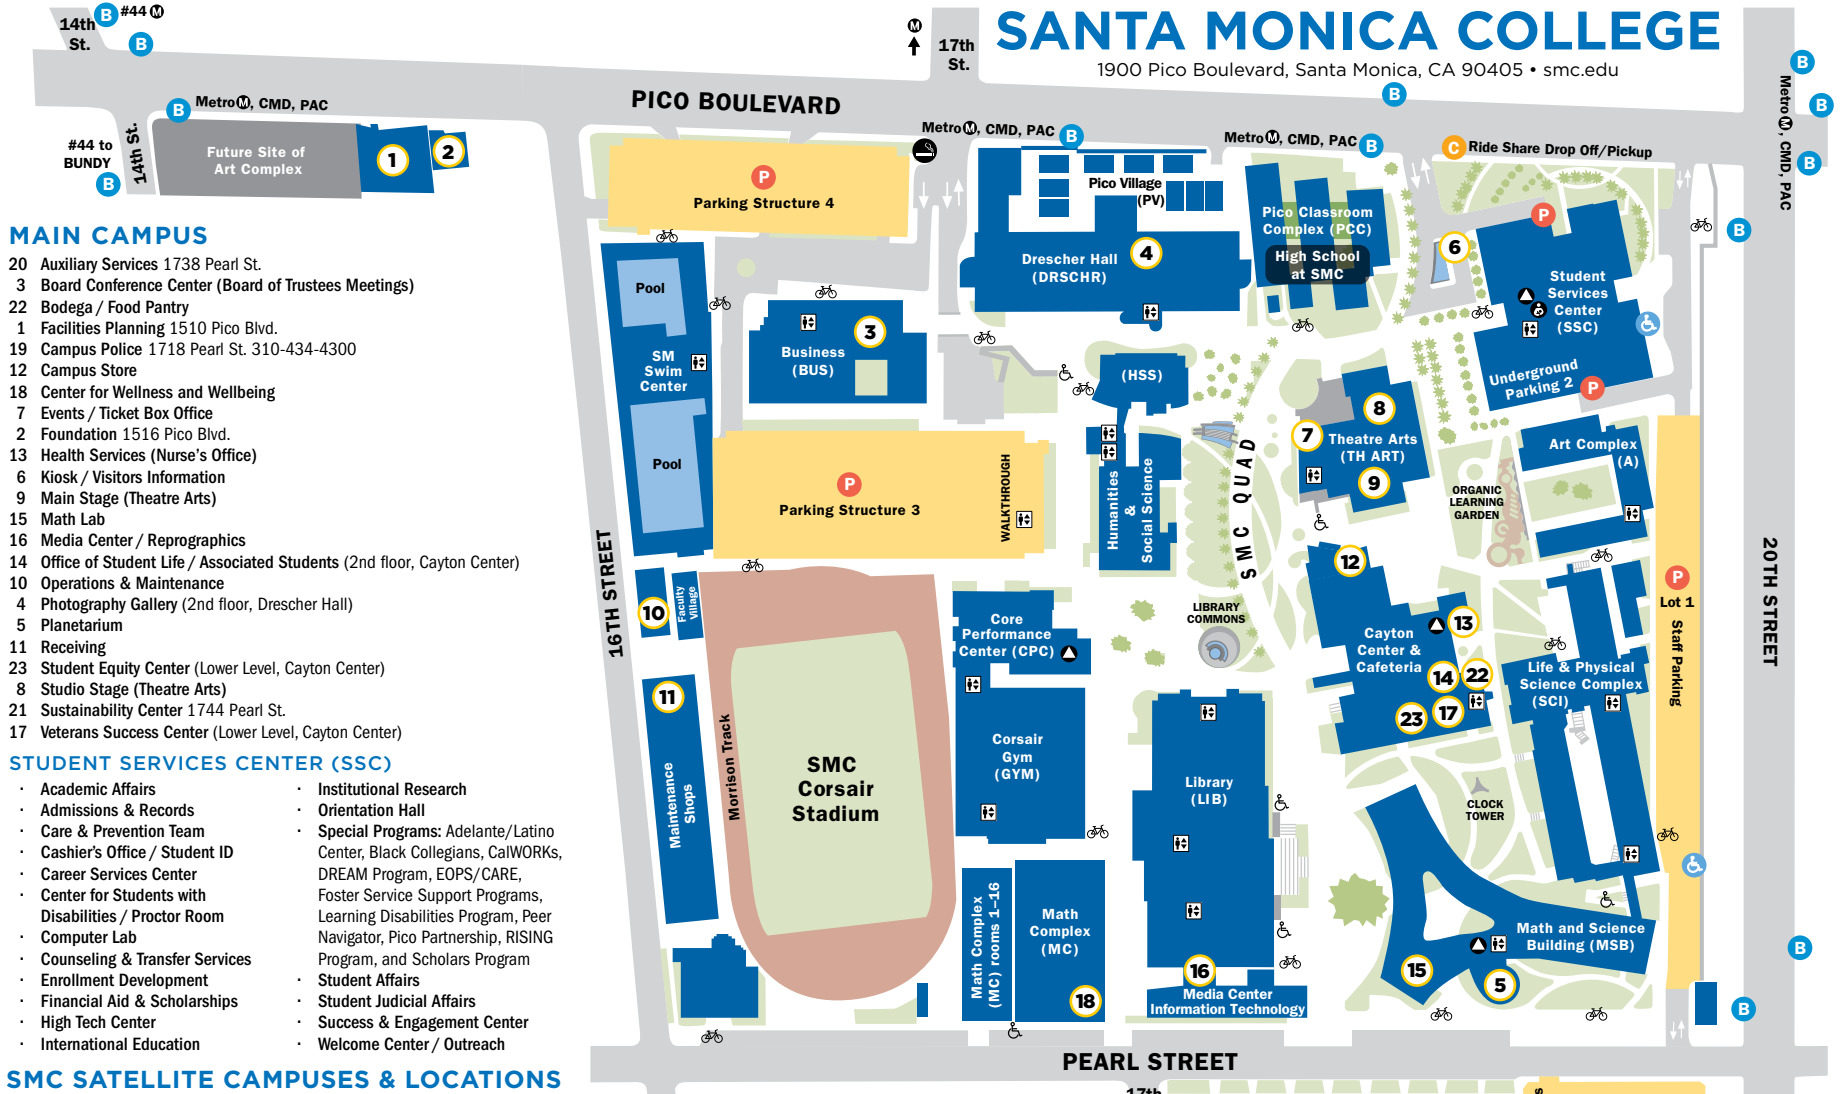 SANTA MONICA COLLEGE
1900 Pico Boulevard, Santa Monica, CA 90405 • smc.edu
14th
St.
B
#44 M
B
M
17th
St.
PICO BOULEVARD
B
Metro M, CMD, PAC
#44 to
BUNDY
B
14th St.
Future Site of
Art Complex
1
2
Metro M, CMD, PAC
B
Metro M, CMD, PAC
B
B
C
Ride Share Drop Off/Pickup
B
B
B
Metro M, CMD, PAC
B
MAIN CAMPUS
20 Auxiliary Services 1738 Pearl St.
3 Board Conference Center (Board of Trustees Meetings)
22 Bodega / Food Pantry
1 Facilities Planning 1510 Pico Blvd.
19 Campus Police 1718 Pearl St. 310-434-4300
12 Campus Store
18 Center for Wellness and Wellbeing
7 Events / Ticket Box Office
2 Foundation 1516 Pico Blvd.
13 Health Services (Nurse's Office)
6 Kiosk / Visitors Information
9 Main Stage (Theatre Arts)
15 Math Lab
16 Media Center / Reprographics
14 Office of Student Life / Associated Students (2nd floor, Cayton Center)
10 Operations & Maintenance
4 Photography Gallery (2nd floor, Drescher Hall)
5 Planetarium
11 Receiving
23 Student Equity Center (Lower Level, Cayton Center)
8 Studio Stage (Theatre Arts)
21 Sustainability Center 1744 Pearl St.
17 Veterans Success Center (Lower Level, Cayton Center)
STUDENT SERVICES CENTER (SSC)
· Academic Affairs
· Admissions & Records
· Care & Prevention Team
· Cashier's Office / Student ID
· Career Services Center
· Center for Students with
Disabilities / Proctor Room
· Computer Lab
· Counseling & Transfer Services
· Enrollment Development
· Financial Aid & Scholarships
· High Tech Center
· International Education
· Institutional Research
· Orientation Hall
· Special Programs: Adelante/Latino
Center, Black Collegians, CalWORKs,
DREAM Program, EOPS/CARE,
Foster Service Support Programs,
Learning Disabilities Program, Peer
Navigator, Pico Partnership, RISING
Program, and Scholars Program
· Student Affairs
· Student Judicial Affairs
· Success & Engagement Center
· Welcome Center / Outreach
SMC SATELLITE CAMPUSES & LOCATIONS
P
Parking Structure 4
Pico Village
(PV)
Drescher Hall
(DRSCHR)
4
Pico Classroom
Complex (PCC)
High School
at SMC
6
P
Student
Services
Center
(SSC)
Underground
Parking 2
P
B
Pool
SM
Swim
Center
Pool
Business
(BUS)
3
(HSS)
Humanities
&
Social Science
SMC QUAD
7
8
Theatre Arts
(TH ART)
9
Art Complex
(A)
ORGANIC
LEARNING
GARDEN
P
Parking Structure 3
WALKTHROUGH
16TH STREET
20TH STREET
10
Faculty
Village
11
Maintenance
Shops
Morrison Track
SMC
Corsair
Stadium
Core
Performance
Center (CPC)
Corsair
Gym
(GYM)
LIBRARY
COMMONS
12
Cayton
Center &
Cafeteria
13
14
22
23
17
Life & Physical
Science Complex
(SCI)
P
Lot 1
Staff Parking
Library
(LIB)
CLOCK
TOWER
Math Complex
(MC) rooms 1–16
Math
Complex
(MC)
18
16
Media Center
Information Technology
Math and Science
Building (MSB)
15
5
B
B
PEARL STREET
17th